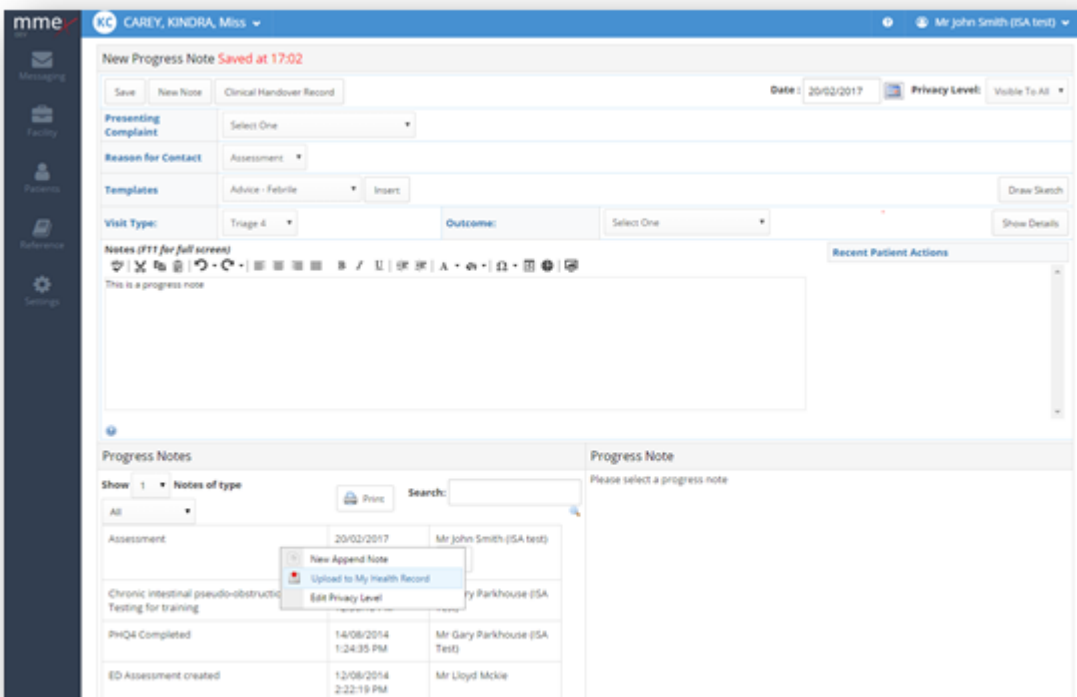 mmex
KC CAREY, KINDRA, Miss
Mr John Smith (ISA test)
Messaging
Facility
Patients
Reference
Settings
New Progress Note Saved at 17:02
Save New Note Clinical Handover Record Date : 20/02/2017 Privacy Level: Visible To All
Presenting Complaint Select One
Reason for Contact Assessment
Templates Advice - Febrile Insert Draw Sketch
Visit Type: Triage 4 Outcome: Select One Show Details
Notes (F11 for full screen)
Recent Patient Actions
This is a progress note
Progress Notes
Show 1 Notes of type
All
Print Search:
Assessment 20/02/2017 Mr John Smith (ISA test)
New Append Note
Upload to My Health Record
Edit Privacy Level
Chronic intestinal pseudo-obstructio
Testing for training
ry Parkhouse (ISA
PHQ4 Completed 14/08/2014 Mr Gary Parkhouse (ISA
1:24:35 PM Test)
ED Assessment created 12/08/2014 Mr Lloyd Mckie
2:22:19 PM
Progress Note
Please select a progress note